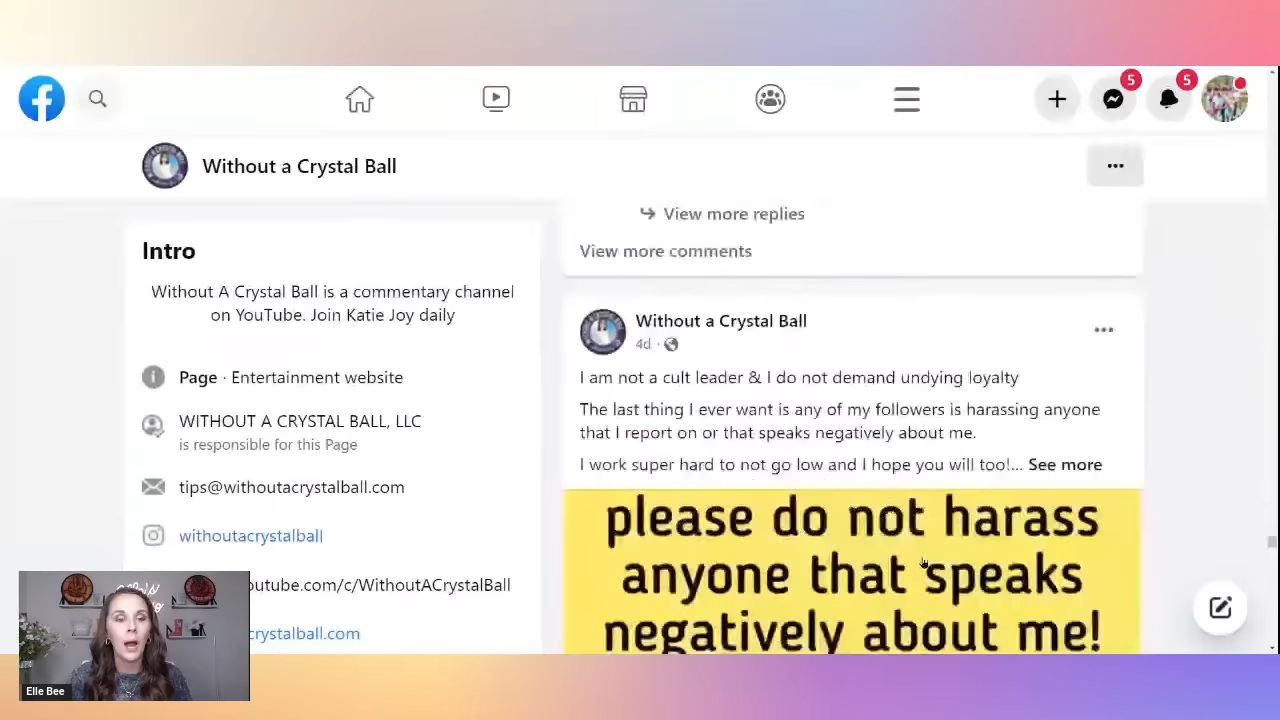 5
5
Without a Crystal Ball
View more replies
View more comments
Intro
Without A Crystal Ball is a commentary channel
on YouTube. Join Katie Joy daily
Page · Entertainment website
WITHOUT A CRYSTAL BALL, LLC
is responsible for this Page
tips@withoutacrystalball.com
withoutacrystalball
outube.com/c/WithoutACrystalBall
crystalball.com
Without a Crystal Ball
4d ·
I am not a cult leader & I do not demand undying loyalty
The last thing I ever want is any of my followers is harassing anyone
that I report on or that speaks negatively about me.
I work super hard to not go low and I hope you will too!... See more
please do not harass
anyone that speaks
negatively about me!
Elle Bee